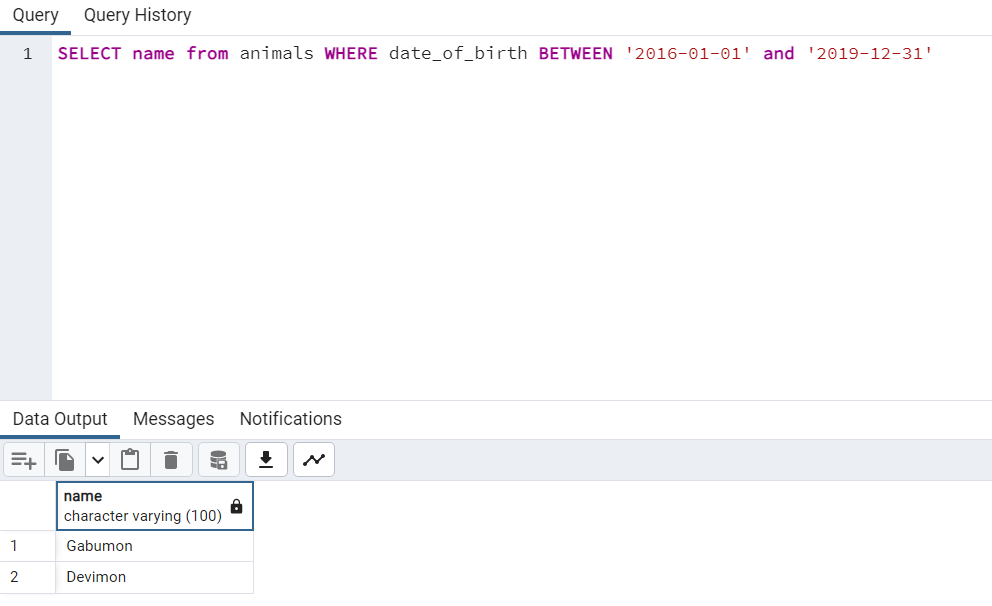 Query Query History
1 SELECT name from animals WHERE date_of_birth BETWEEN '2016-01-01' and '2019-12-31'
Data Output Messages Notifications
name
character varying (100)
1 Gabumon
2 Devimon